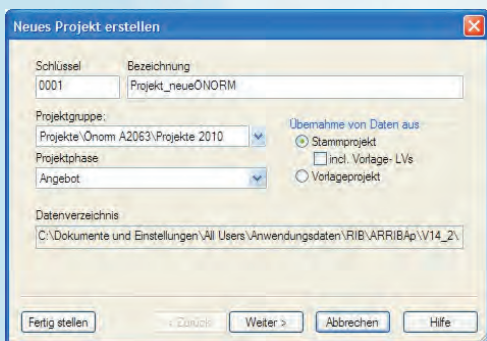 Neues Projekt erstellen
Schlüssel Bezeichnung
0001 Projekt_neueÖNORM
Projektgruppe:
Projekte\Önorm A2063\Projekte 2010
Übernahme von Daten aus
Stammprojekt
incl. Vorlage- LVs
Vorlageprojekt
Projektphase
Angebot
Datenverzeichnis
C:\Dokumente und Einstellungen\All Users\Anwendungsdaten\RIB\ARRIBAp\V14_2\
Fertig stellen < Zurück Weiter > Abbrechen Hilfe